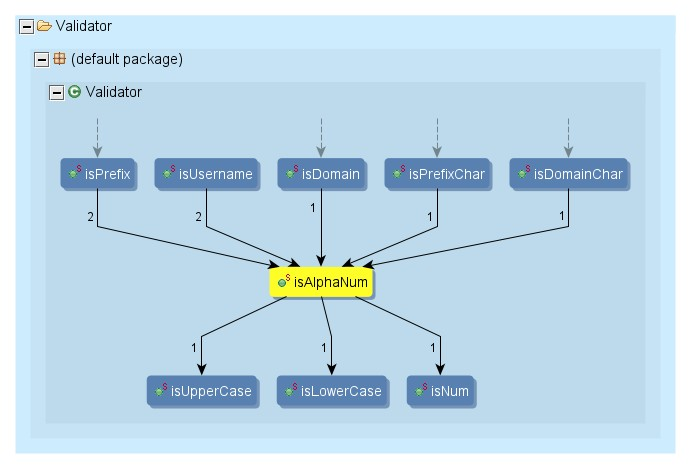 Validator
(default package)
Validator
isPrefix
isUsername
isDomain
isPrefixChar
isDomainChar
2
2
1
1
1
isAlphaNum
1
1
1
isUpperCase
isLowerCase
isNum